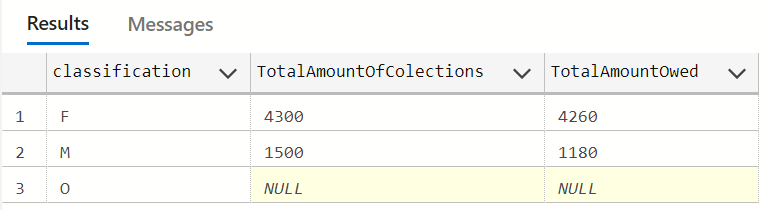 Results Messages
classification TotalAmountOfColections TotalAmountOwed
1 F 4300 4260
2 M 1500 1180
3 O NULL NULL